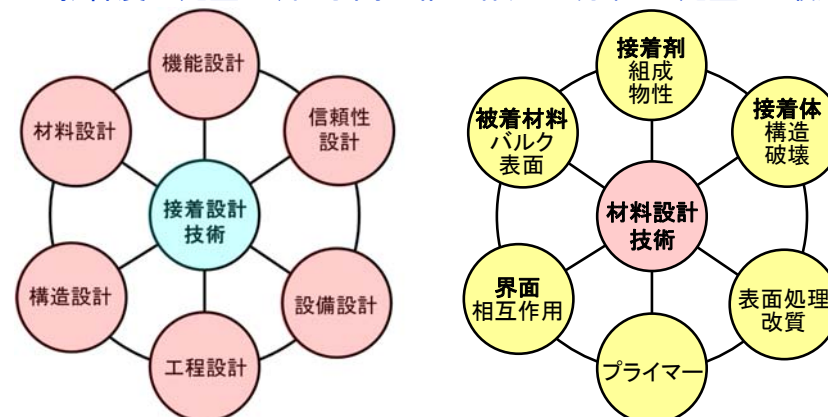 機能設計
信頼性
設計
材料設計
接着設計
技術
構造設計
設備設計
工程設計
接着剤
組成
物性
接着体
構造
破壊
被着材料
バルク
表面
材料設計
技術
界面
相互作用
表面処理
改質
プライマー